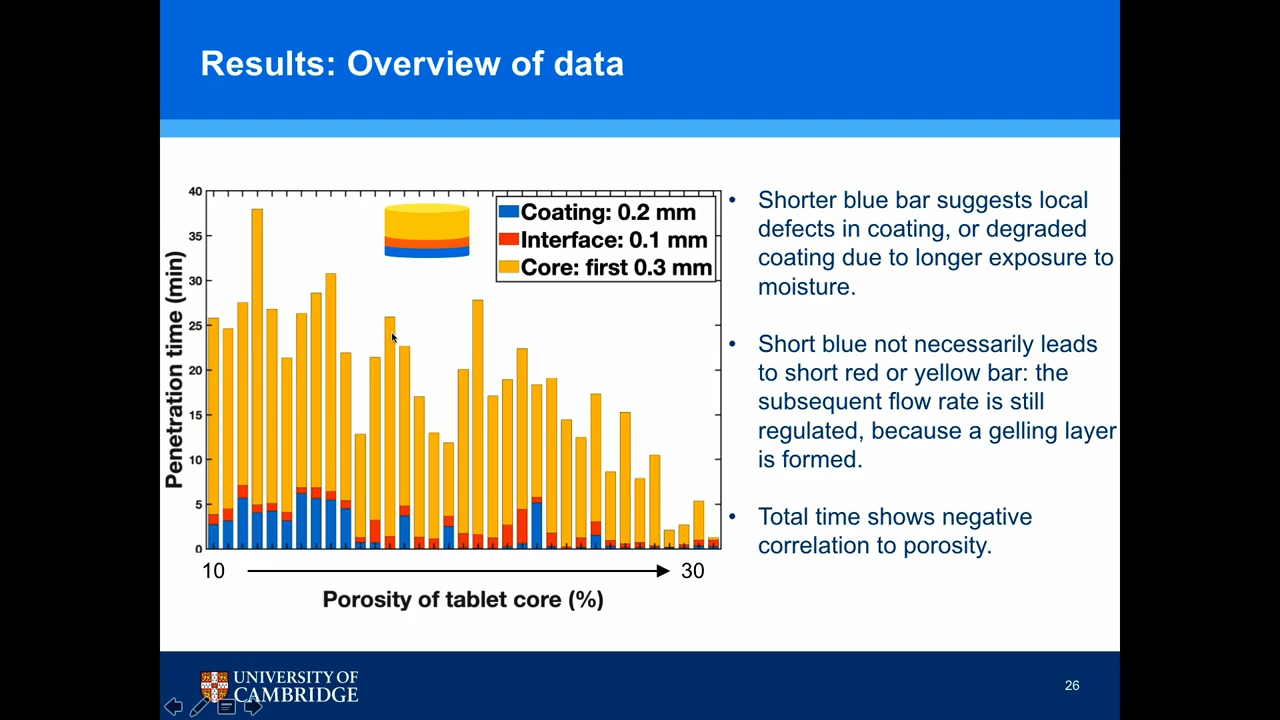 Results: Overview of data
40
35
30
25
20
15
10
5
0
Penetration time (min)
Coating: 0.2 mm
Interface: 0.1 mm
Core: first 0.3 mm
10
30
Porosity of tablet core (%)
• Shorter blue bar suggests local
defects in coating, or degraded
coating due to longer exposure to
moisture.
• Short blue not necessarily leads
to short red or yellow bar: the
subsequent flow rate is still
regulated, because a gelling layer
is formed.
• Total time shows negative
correlation to porosity.
UNIVERSITY OF
CAMBRIDGE
26